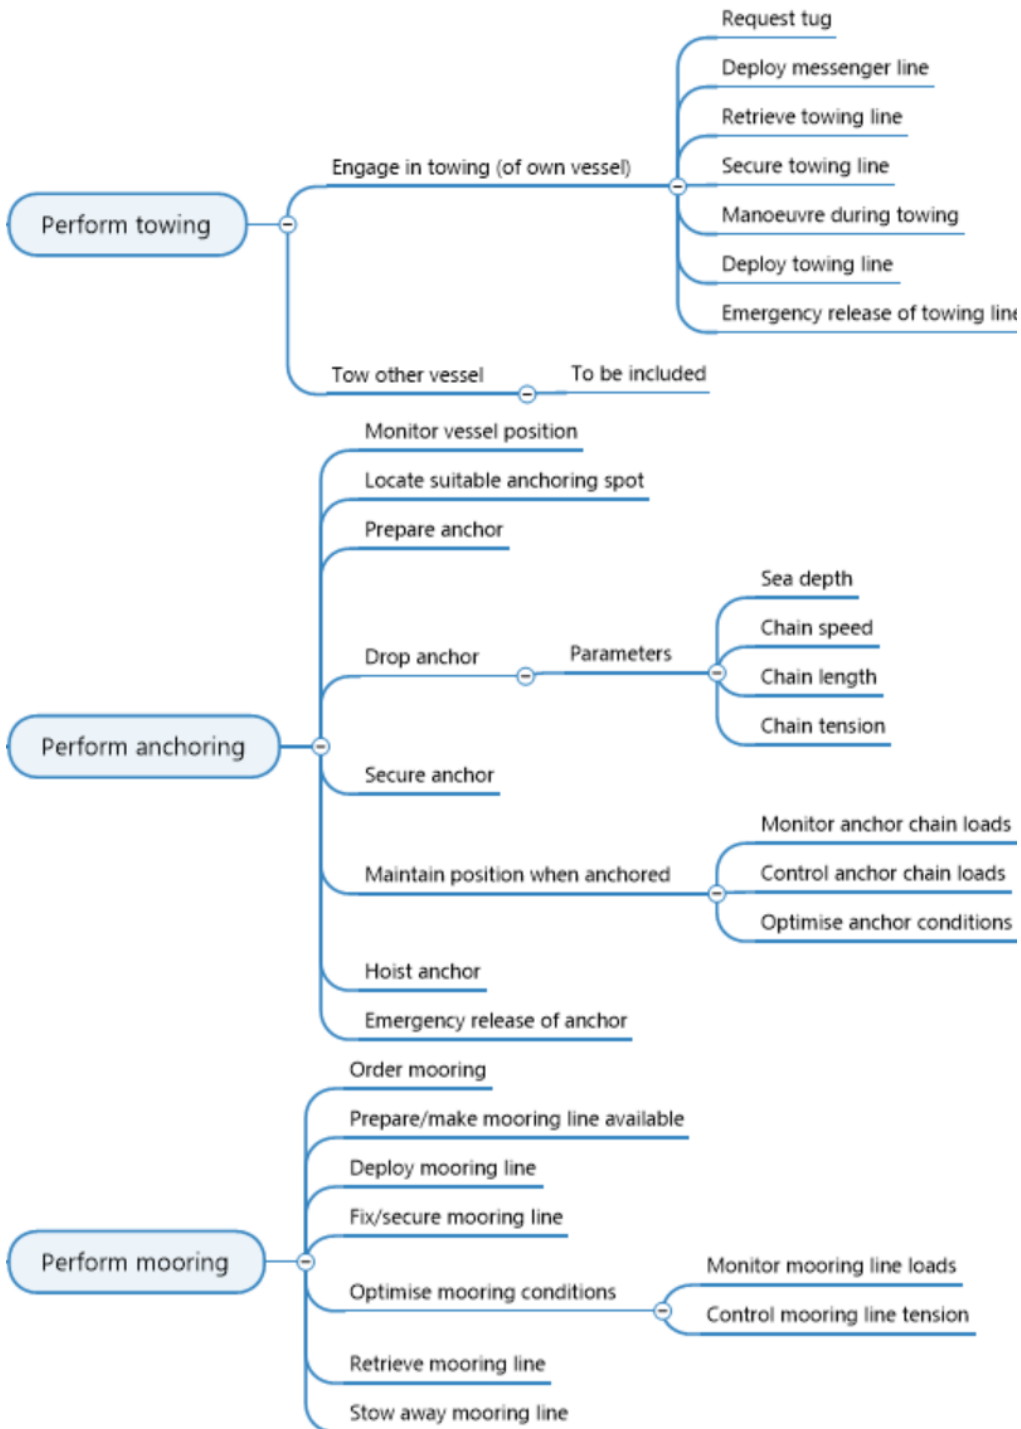 Perform towing
Engage in towing (of own vessel)
Request tug
Deploy messenger line
Retrieve towing line
Secure towing line
Manoeuvre during towing
Deploy towing line
Emergency release of towing line
Tow other vessel
To be included
Perform anchoring
Monitor vessel position
Locate suitable anchoring spot
Prepare anchor
Drop anchor
Parameters
Sea depth
Chain speed
Chain length
Chain tension
Secure anchor
Maintain position when anchored
Monitor anchor chain loads
Control anchor chain loads
Optimise anchor conditions
Hoist anchor
Emergency release of anchor
Perform mooring
Order mooring
Prepare/make mooring line available
Deploy mooring line
Fix/secure mooring line
Optimise mooring conditions
Monitor mooring line loads
Control mooring line tension
Retrieve mooring line
Stow away mooring line